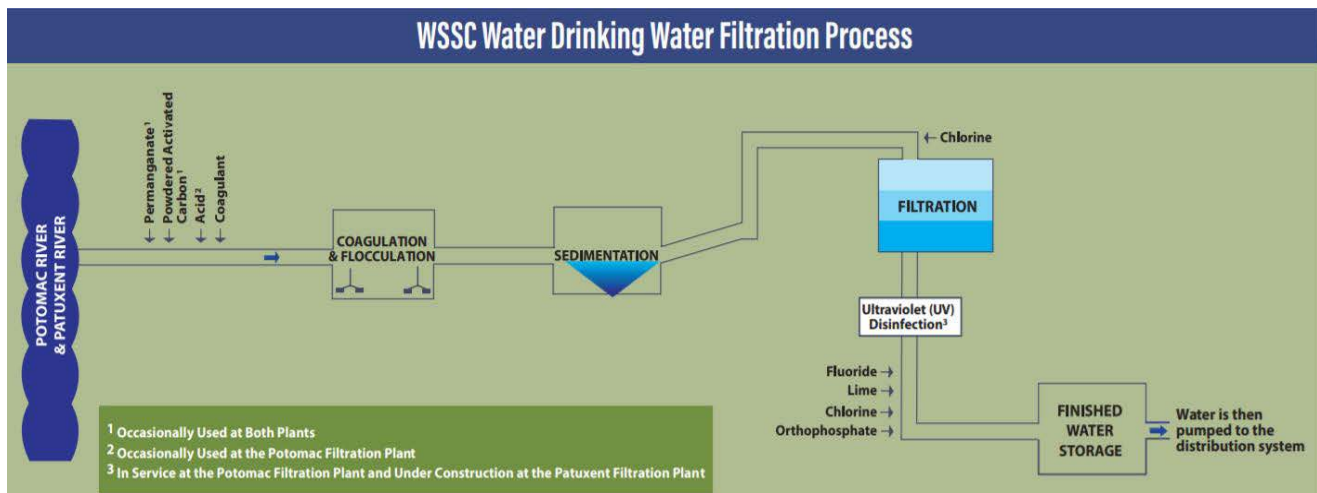 WSSC Water Drinking Water Filtration Process
POTOMAC RIVER
& PATUXENT RIVER
Permanganate¹
Powdered Activated
Carbon¹
Acid²
Coagulant
COAGULATION
& FLOCCULATION
SEDIMENTATION
Chlorine
FILTRATION
Ultraviolet (UV)
Disinfection³
Fluoride
Lime
Chlorine
Orthophosphate
FINISHED
WATER
STORAGE
Water is then
pumped to the
distribution system
¹ Occasionally Used at Both Plants
² Occasionally Used at the Potomac Filtration Plant
³ In Service at the Potomac Filtration Plant and Under Construction at the Patuxent Filtration Plant